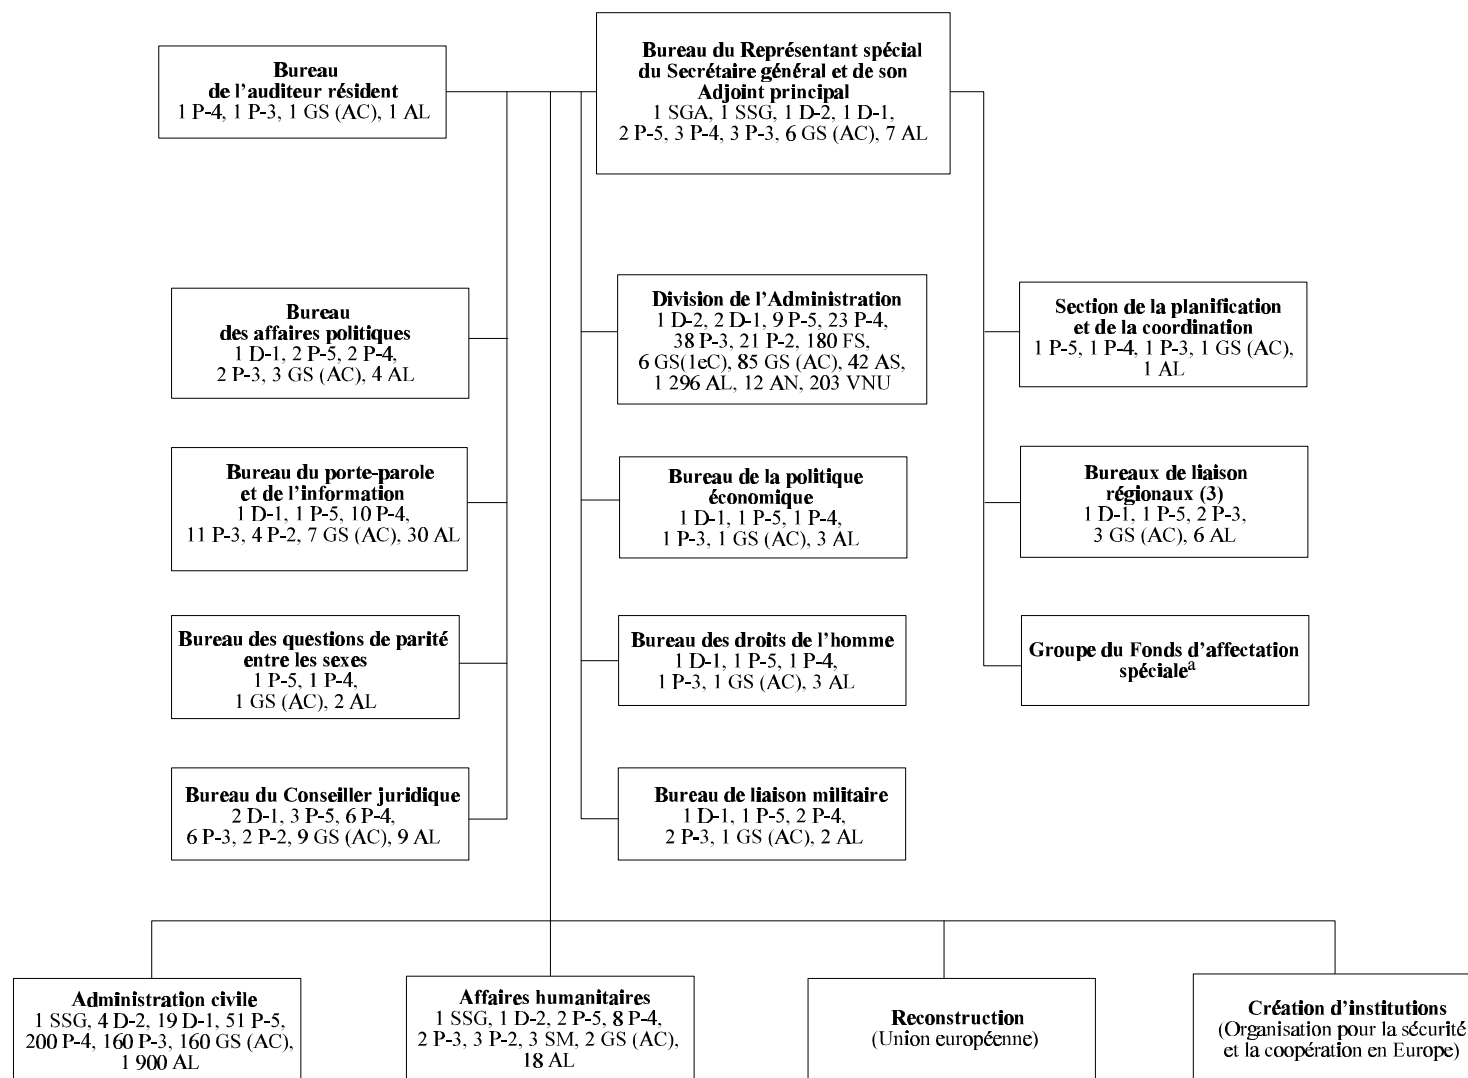 Bureau
de l'auditeur résident
1 P-4, 1 P-3, 1 GS (AC), 1 AL
Bureau du Représentant spécial
du Secrétaire général et de son
Adjoint principal
1 SGA, 1 SSG, 1 D-2, 1 D-1,
2 P-5, 3 P-4, 3 P-3, 6 GS (AC), 7 AL
Bureau
des affaires politiques
1 D-1, 2 P-5, 2 P-4,
2 P-3, 3 GS (AC), 4 AL
Division de l'Administration
1 D-2, 2 D-1, 9 P-5, 23 P-4,
38 P-3, 21 P-2, 180 FS,
6 GS(1eC), 85 GS (AC), 42 AS,
1 296 AL, 12 AN, 203 VNU
Section de la planification
et de la coordination
1 P-5, 1 P-4, 1 P-3, 1 GS (AC),
1 AL
Bureau du porte-parole
et de l'information
1 D-1, 1 P-5, 10 P-4,
11 P-3, 4 P-2, 7 GS (AC), 30 AL
Bureau de la politique
économique
1 D-1, 1 P-5, 1 P-4,
1 P-3, 1 GS (AC), 3 AL
Bureaux de liaison
régionaux (3)
1 D-1, 1 P-5, 2 P-3,
3 GS (AC), 6 AL
Bureau des questions de parité
entre les sexes
1 P-5, 1 P-4,
1 GS (AC), 2 AL
Bureau des droits de l'homme
1 D-1, 1 P-5, 1 P-4,
1 P-3, 1 GS (AC), 3 AL
Groupe du Fonds d'affectation
spéciale^a
Bureau du Conseiller juridique
2 D-1, 3 P-5, 6 P-4,
6 P-3, 2 P-2, 9 GS (AC), 9 AL
Bureau de liaison militaire
1 D-1, 1 P-5, 2 P-4,
2 P-3, 1 GS (AC), 2 AL
Administration civile
1 SSG, 4 D-2, 19 D-1, 51 P-5,
200 P-4, 160 P-3, 160 GS (AC),
1 900 AL
Affaires humanitaires
1 SSG, 1 D-2, 2 P-5, 8 P-4,
2 P-3, 3 P-2, 3 SM, 2 GS (AC),
18 AL
Reconstruction
(Union européenne)
Création d'institutions
(Organisation pour la sécurité
et la coopération en Europe)